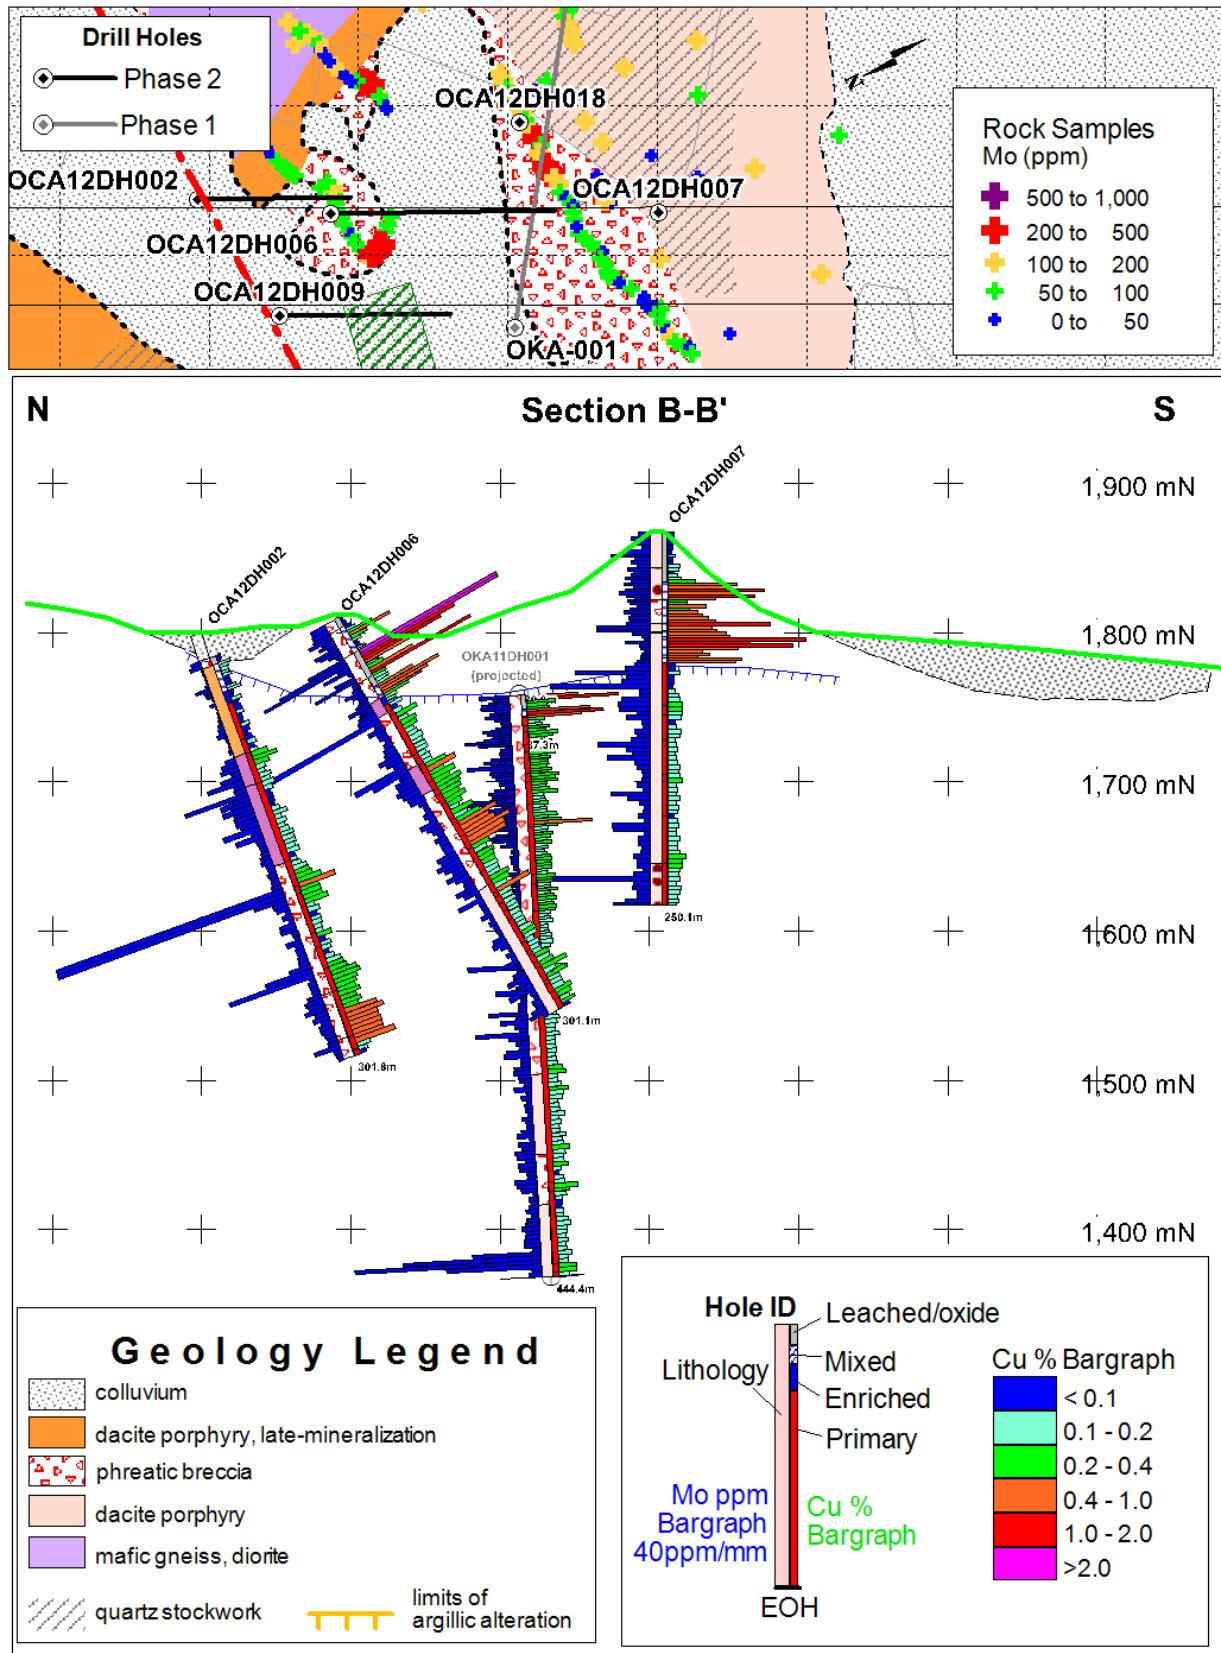 Drill Holes
Phase 2
Phase 1
OCA12DH018
OCA12DH002
OCA12DH007
OCA12DH006
OCA12DH009
OKA-001
N
Rock Samples
Mo (ppm)
500 to 1,000
200 to 500
100 to 200
50 to 100
0 to 50
N
Section B-B'
S
OCA12DH002
OCA12DH006
OCA12DH007
OKA11DH001
(projected)
1,900 mN
1,800 mN
1,700 mN
1,600 mN
1,500 mN
1,400 mN
250.1m
301.1m
301.8m
444.4m
Geology Legend
colluvium
dacite porphyry, late-mineralization
phreatic breccia
dacite porphyry
mafic gneiss, diorite
quartz stockwork
limits of
argillic alteration
Hole ID
Leached/oxide
Mixed
Enriched
Primary
Lithology
Mo ppm
Bargraph
40ppm/mm
Cu %
Bargraph
EOH
Cu % Bargraph
< 0.1
0.1 - 0.2
0.2 - 0.4
0.4 - 1.0
1.0 - 2.0
>2.0